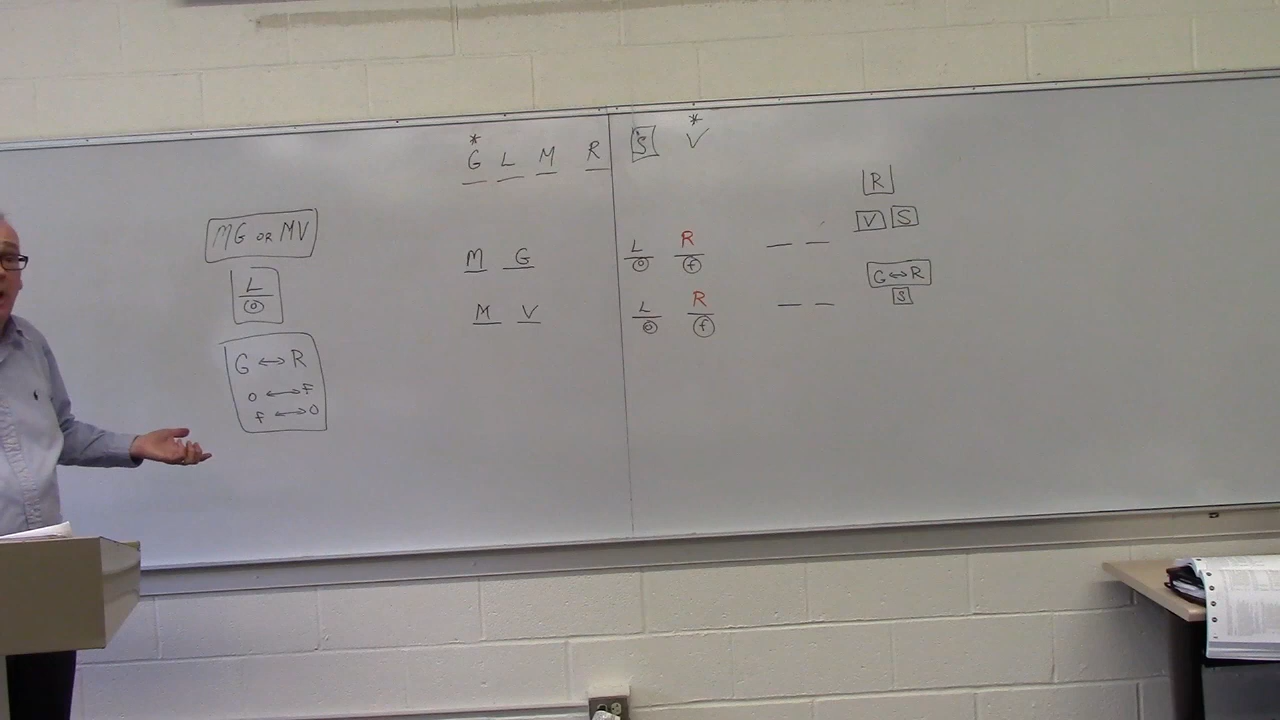 * *
G L M R S V
MG OR MV
L
o
G ↔ R
o ↔ f
f ↔ o
M G L R
o f
M V L R
o f
R
V S
G ↔ R
S